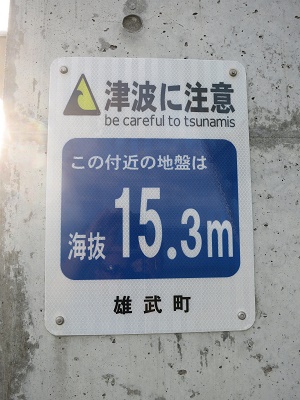 津波に注意
be careful to tsunamis
この付近の地盤は
海抜 15.3m
雄武町